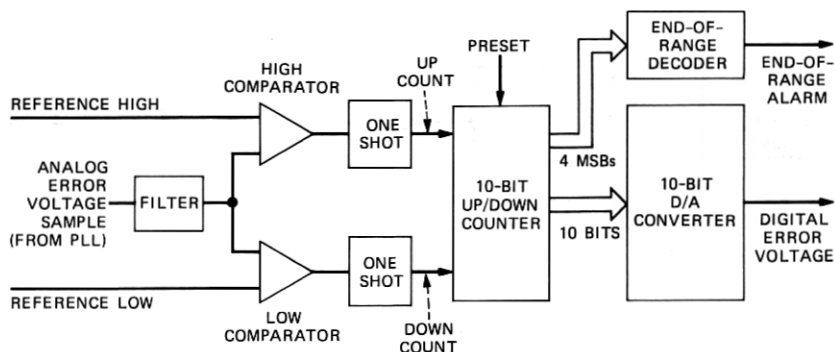 REFERENCE HIGH
ANALOG
ERROR
VOLTAGE
SAMPLE
(FROM PLL)
FILTER
REFERENCE LOW
HIGH
COMPARATOR
LOW
COMPARATOR
ONE
SHOT
ONE
SHOT
UP
COUNT
DOWN
COUNT
PRESET
10-BIT
UP/DOWN
COUNTER
4 MSBs
10 BITS
END-OF-
RANGE
DECODER
END-OF-
RANGE
ALARM
10-BIT
D/A
CONVERTER
DIGITAL
ERROR
VOLTAGE